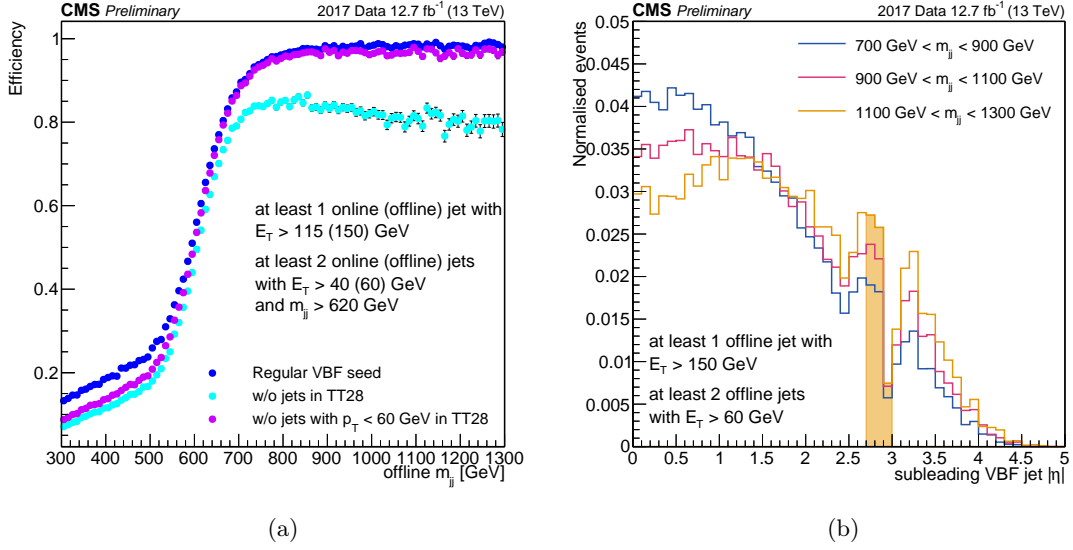 CMS Preliminary 2017 Data 12.7 fb⁻¹ (13 TeV)
Efficiency
1
0.8
0.6
0.4
0.2
at least 1 online (offline) jet with
E_T > 115 (150) GeV
at least 2 online (offline) jets
with E_T > 40 (60) GeV
and m_jj > 620 GeV
Regular VBF seed
w/o jets in TT28
w/o jets with p_T < 60 GeV in TT28
300 400 500 600 700 800 900 1000 1100 1200 1300
offline m_jj [GeV]
(a)
CMS Preliminary 2017 Data 12.7 fb⁻¹ (13 TeV)
Normalised events
0.05
0.045
0.04
0.035
0.03
0.025
0.02
0.015
0.01
0.005
0
700 GeV < m_jj < 900 GeV
900 GeV < m_jj < 1100 GeV
1100 GeV < m_jj < 1300 GeV
at least 1 offline jet with
E_T > 150 GeV
at least 2 offline jets
with E_T > 60 GeV
0 0.5 1 1.5 2 2.5 3 3.5 4 4.5 5
subleading VBF jet |η|
(b)